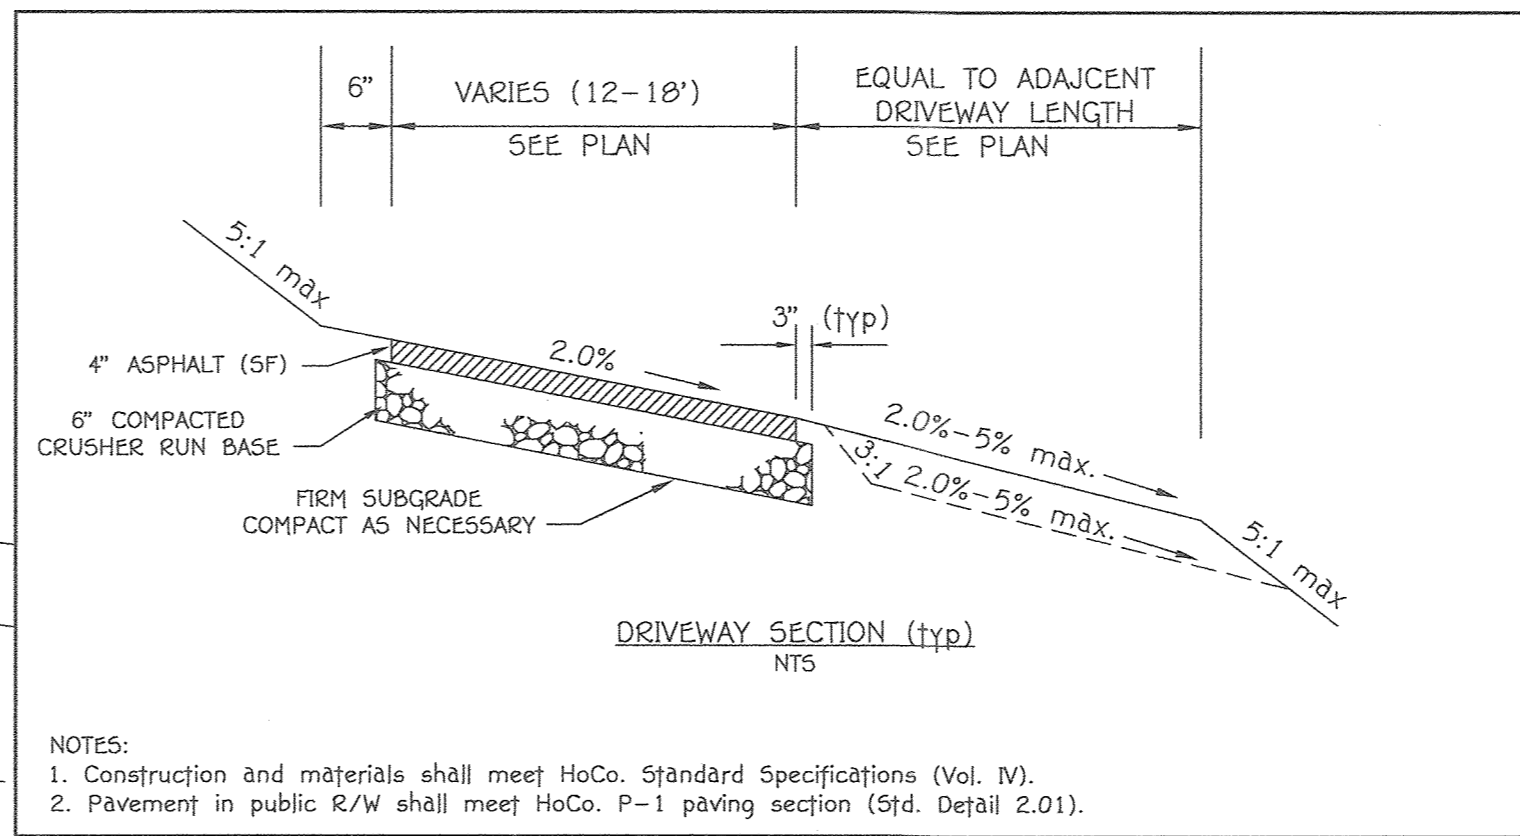 6"
VARIES (12-18')
SEE PLAN
EQUAL TO ADAJCENT
DRIVEWAY LENGTH
SEE PLAN
5:1 max
3" (typ)
4" ASPHALT (SF)
2.0%
6" COMPACTED
CRUSHER RUN BASE
2.0%-5% max.
3:1 2.0%-5% max.
FIRM SUBGRADE
COMPACT AS NECESSARY
5:1 max
DRIVEWAY SECTION (typ)
NTS
NOTES:
1. Construction and materials shall meet HoCo. Standard Specifications (Vol. IV).
2. Pavement in public R/W shall meet HoCo. P-1 paving section (Std. Detail 2.01).